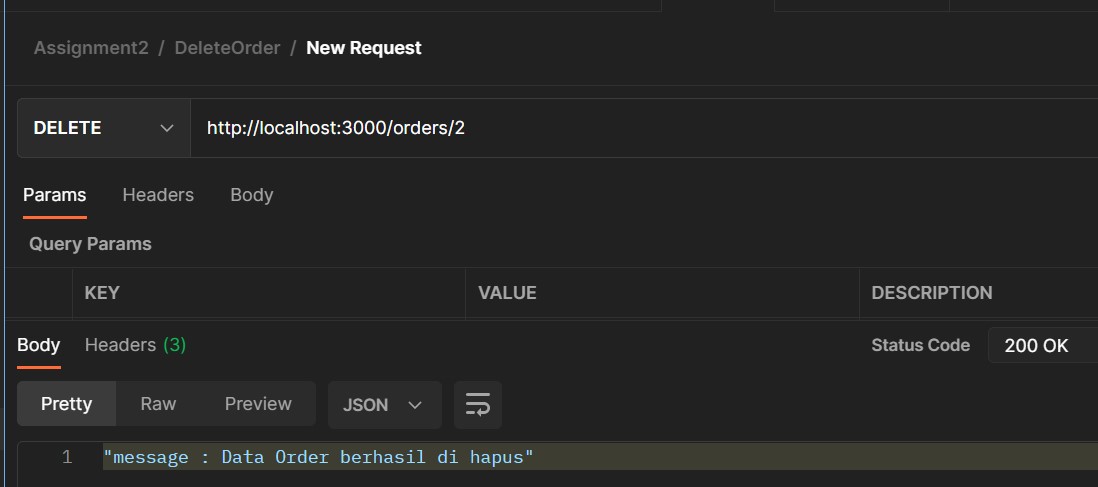 Assignment2 / DeleteOrder / New Request
DELETE http://localhost:3000/orders/2
Params Headers Body
Query Params
KEY VALUE DESCRIPTION
Body Headers (3) Status Code 200 OK
Pretty Raw Preview JSON
1 "message : Data Order berhasil di hapus"